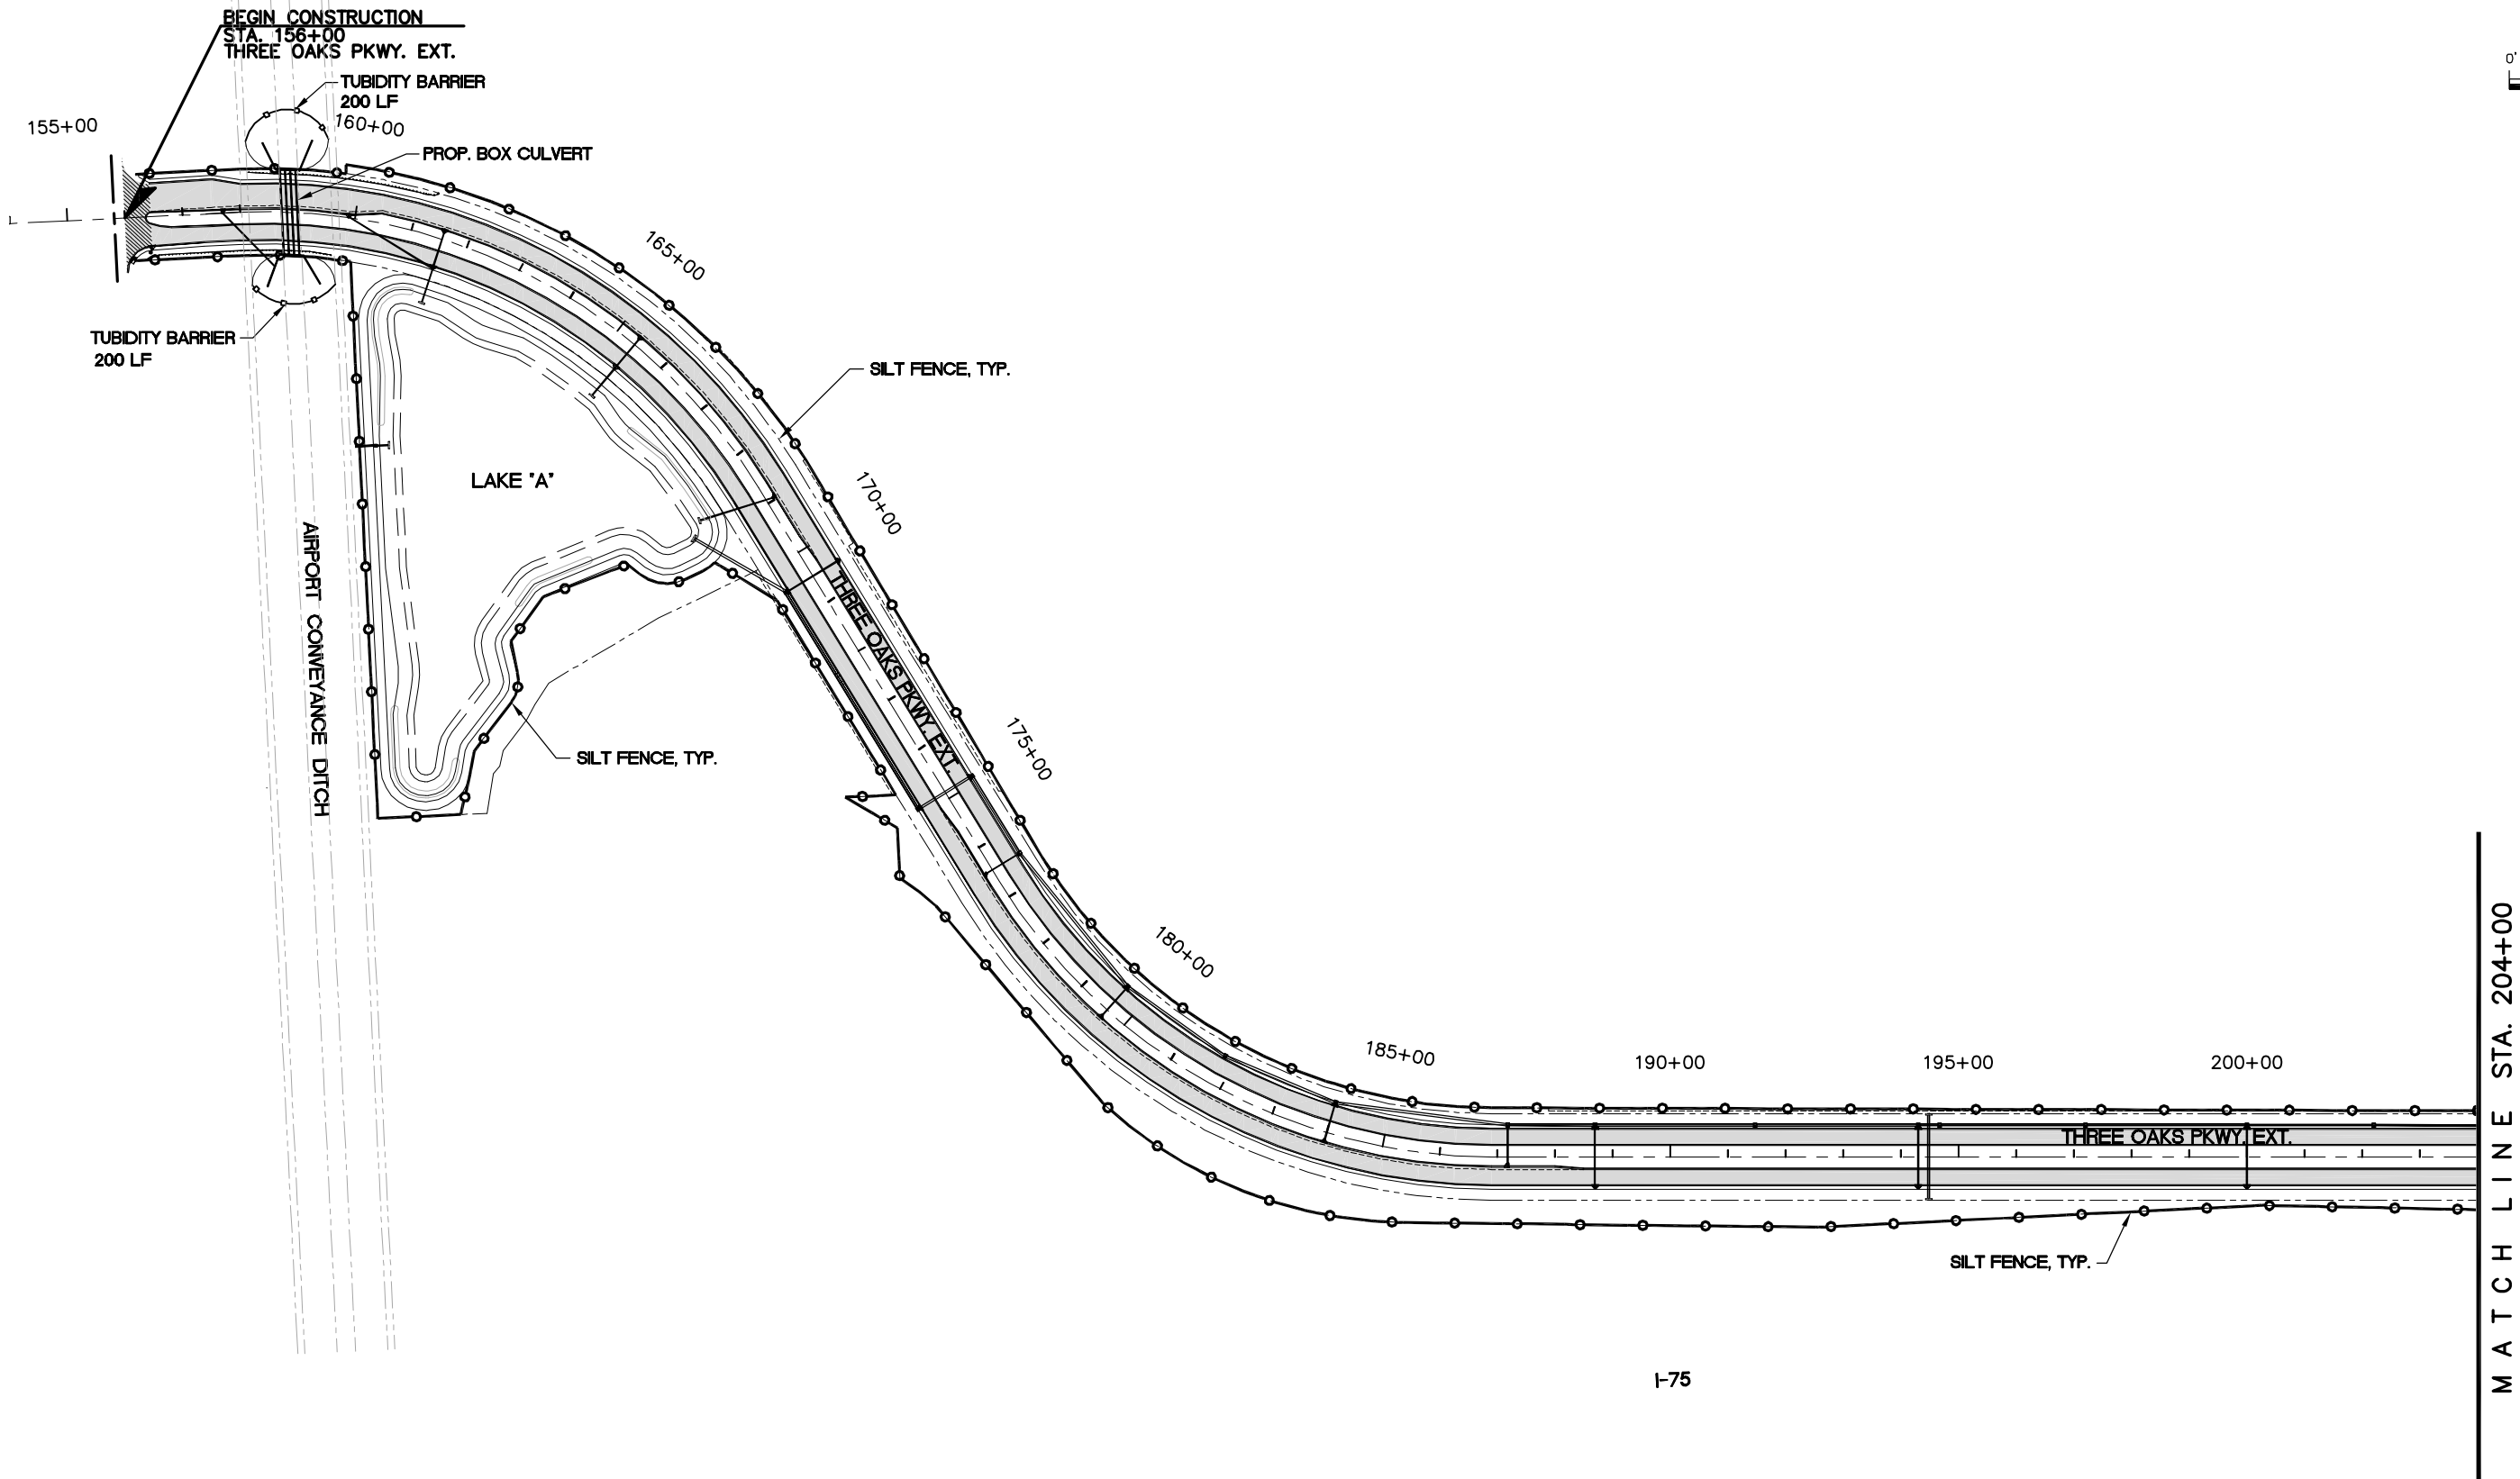 BEGIN CONSTRUCTION
STA. 156+00
THREE OAKS PKWY. EXT.
TUBIDITY BARRIER
200 LF
155+00
160+00
PROP. BOX CULVERT
0'
165+00
TUBIDITY BARRIER
200 LF
SILT FENCE, TYP.
LAKE "A"
170+00
AIRPORT CONVEYANCE DITCH
THREE OAKS PKWY. EXT.
175+00
SILT FENCE, TYP.
180+00
185+00
190+00
195+00
200+00
THREE OAKS PKWY. EXT.
SILT FENCE, TYP.
MATCH LINE STA. 204+00
I-75